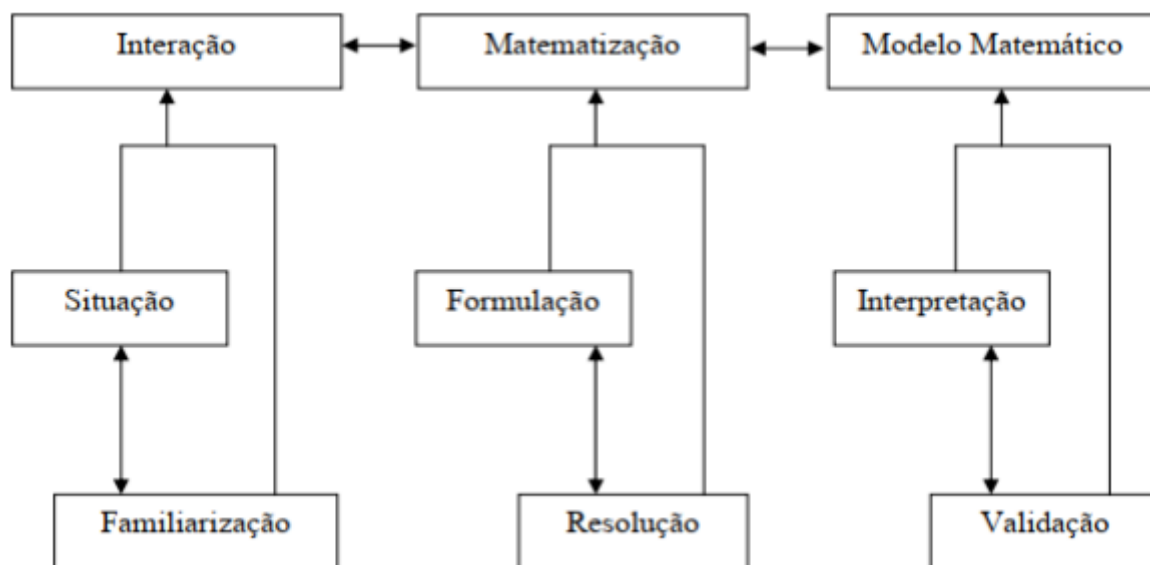 Interação
Matematização
Modelo Matemático
Situação
Formulação
Interpretação
Familiarização
Resolução
Validação